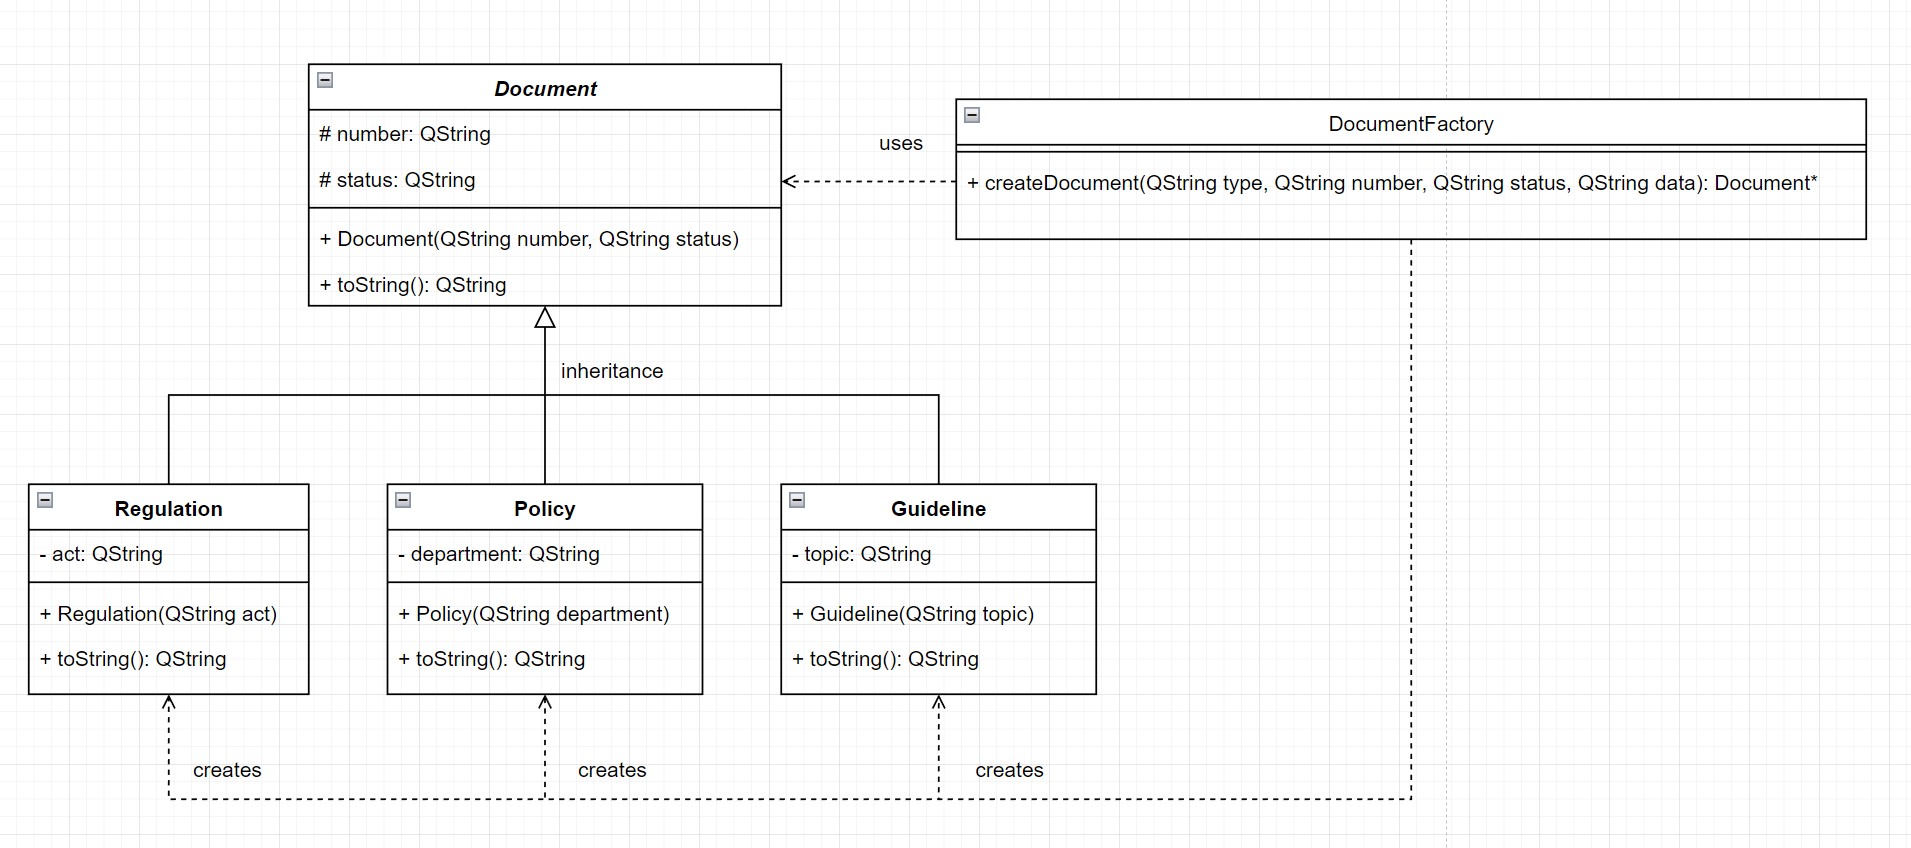 Document
# number: QString
# status: QString
+ Document(QString number, QString status)
+ toString(): QString
uses
DocumentFactory
+ createDocument(QString type, QString number, QString status, QString data): Document*
inheritance
Regulation
- act: QString
+ Regulation(QString act)
+ toString(): QString
Policy
- department: QString
+ Policy(QString department)
+ toString(): QString
Guideline
- topic: QString
+ Guideline(QString topic)
+ toString(): QString
creates
creates
creates